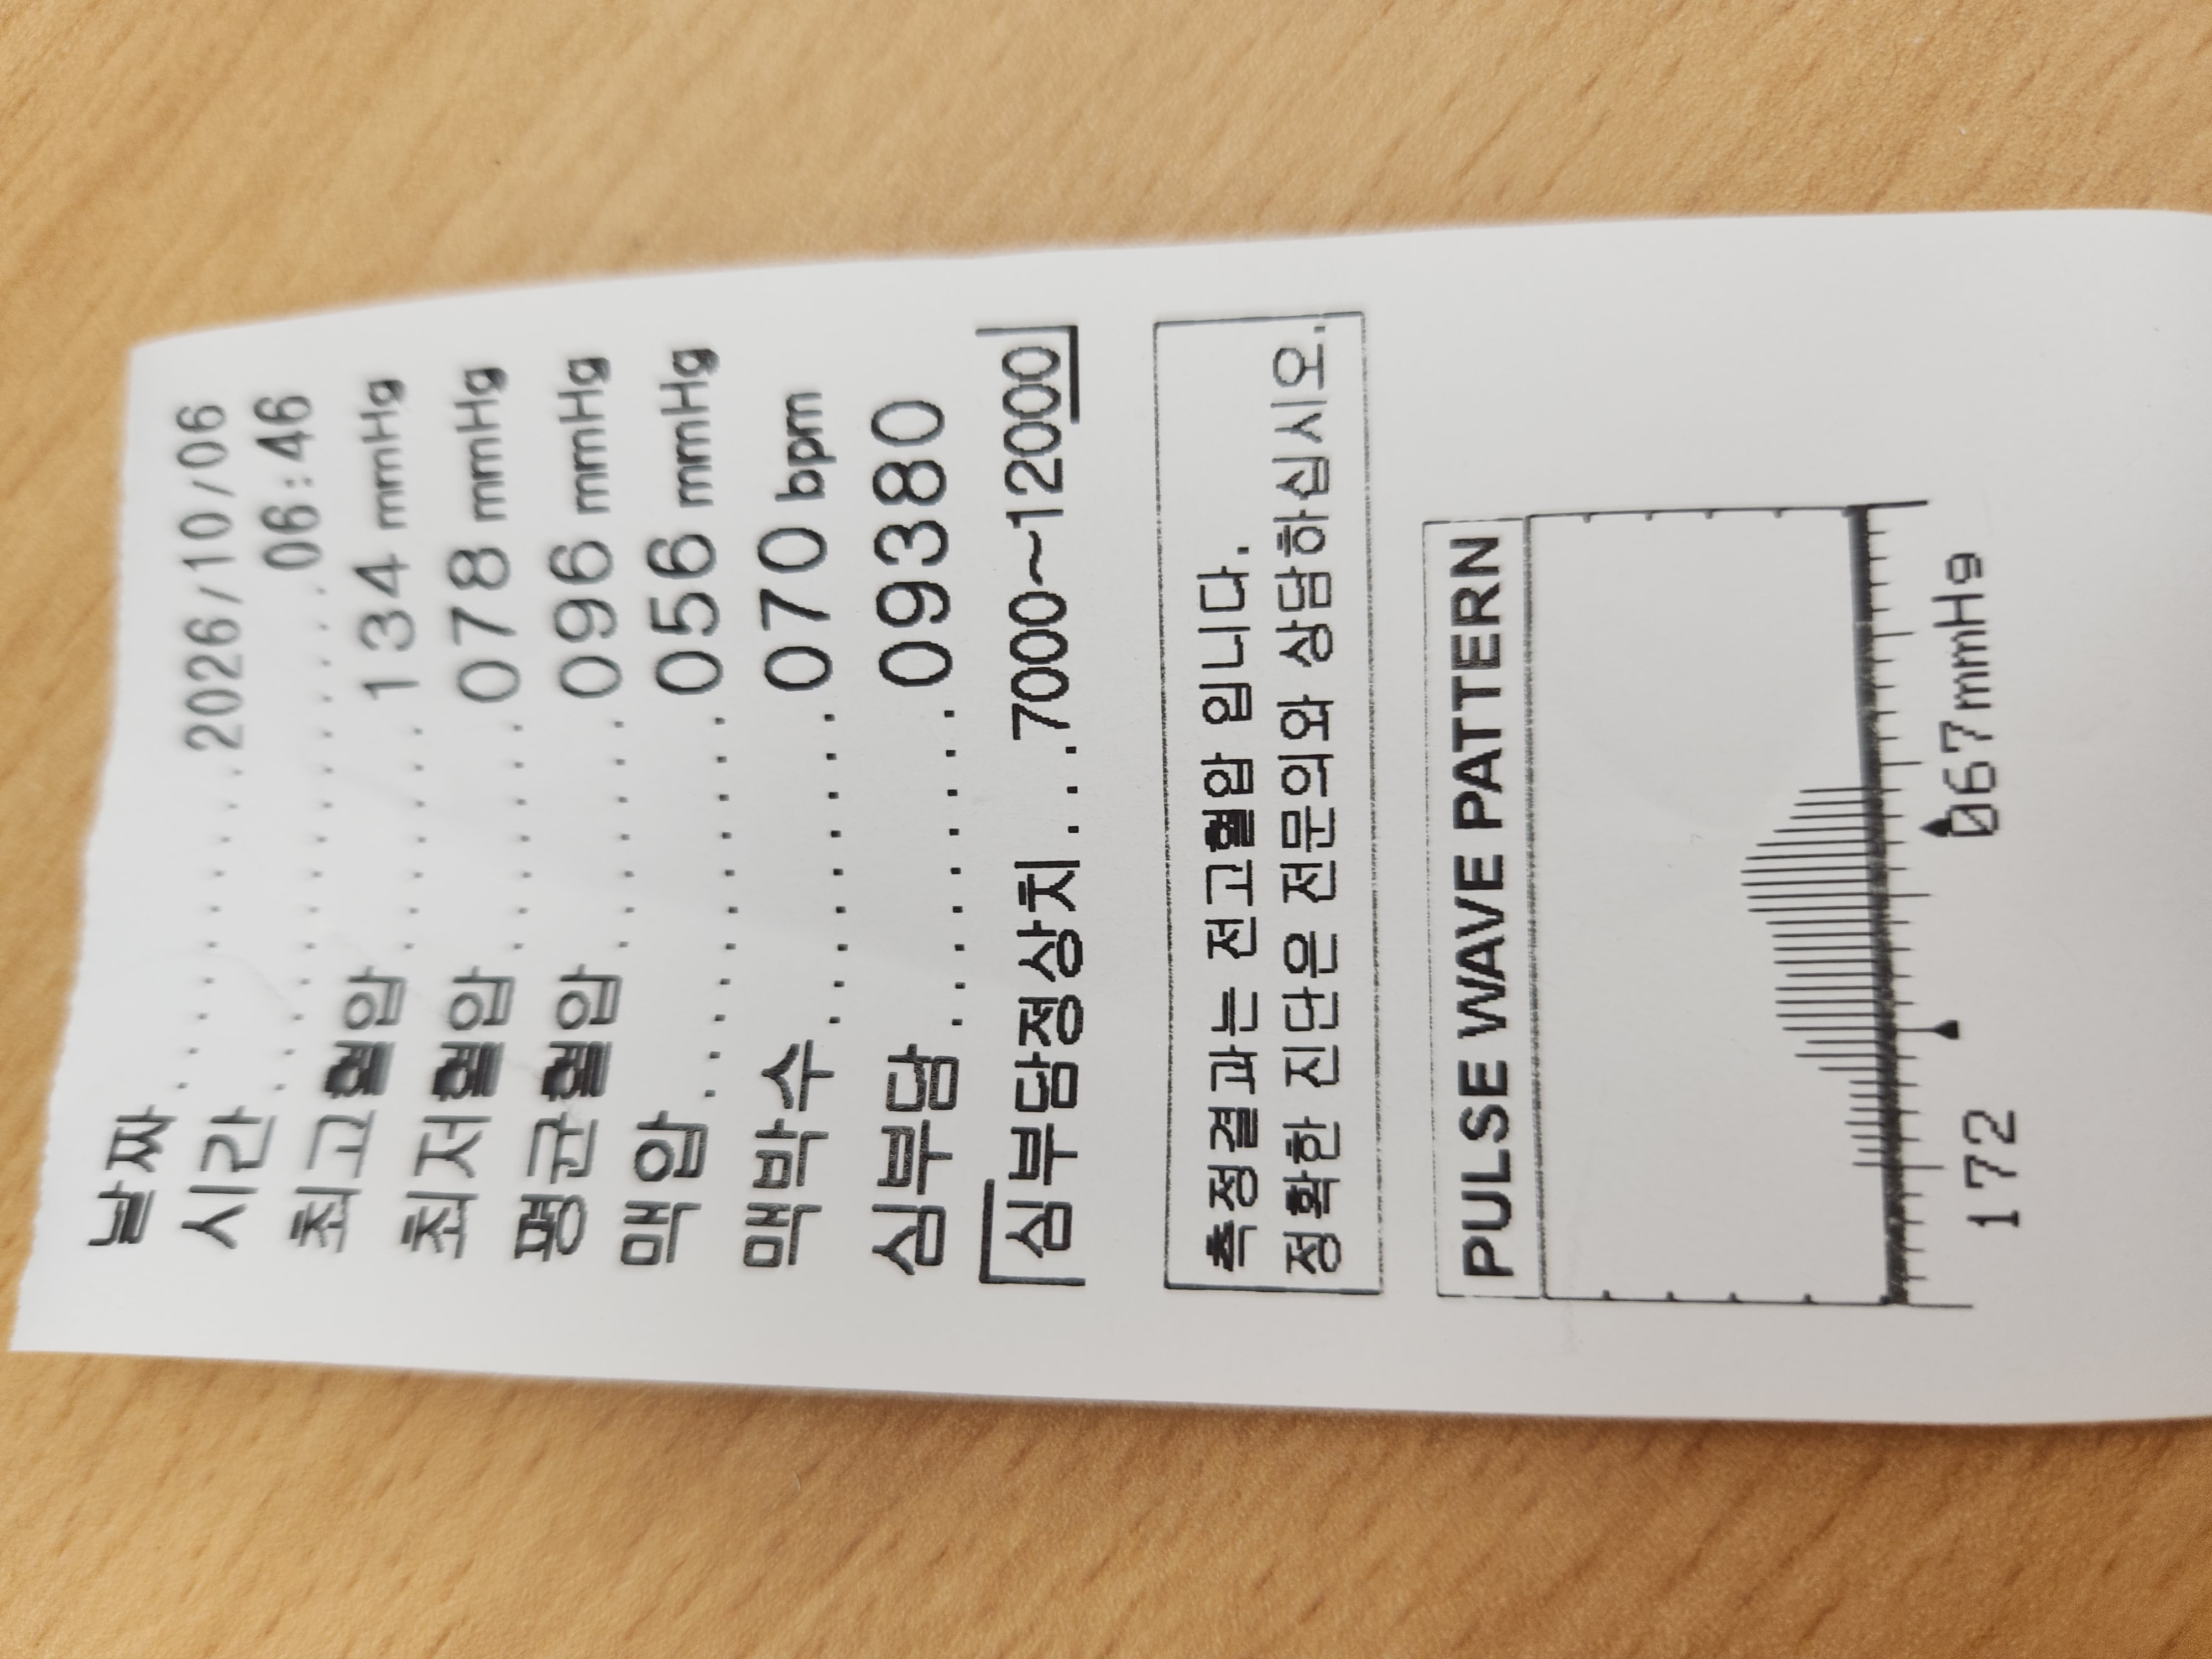 날짜..........2026/10/06
시간..............06:46
최고혈압........134 mmHg
최저혈압........078 mmHg
평균혈압........096 mmHg
맥압............056 mmHg
맥박수..........070 bpm
심부담..........09380
심부담정상치...7000~12000
측정결과는 전고혈압 입니다.
정확한 진단은 전문의와 상담하십시오.
PULSE WAVE PATTERN
172 067mmHg